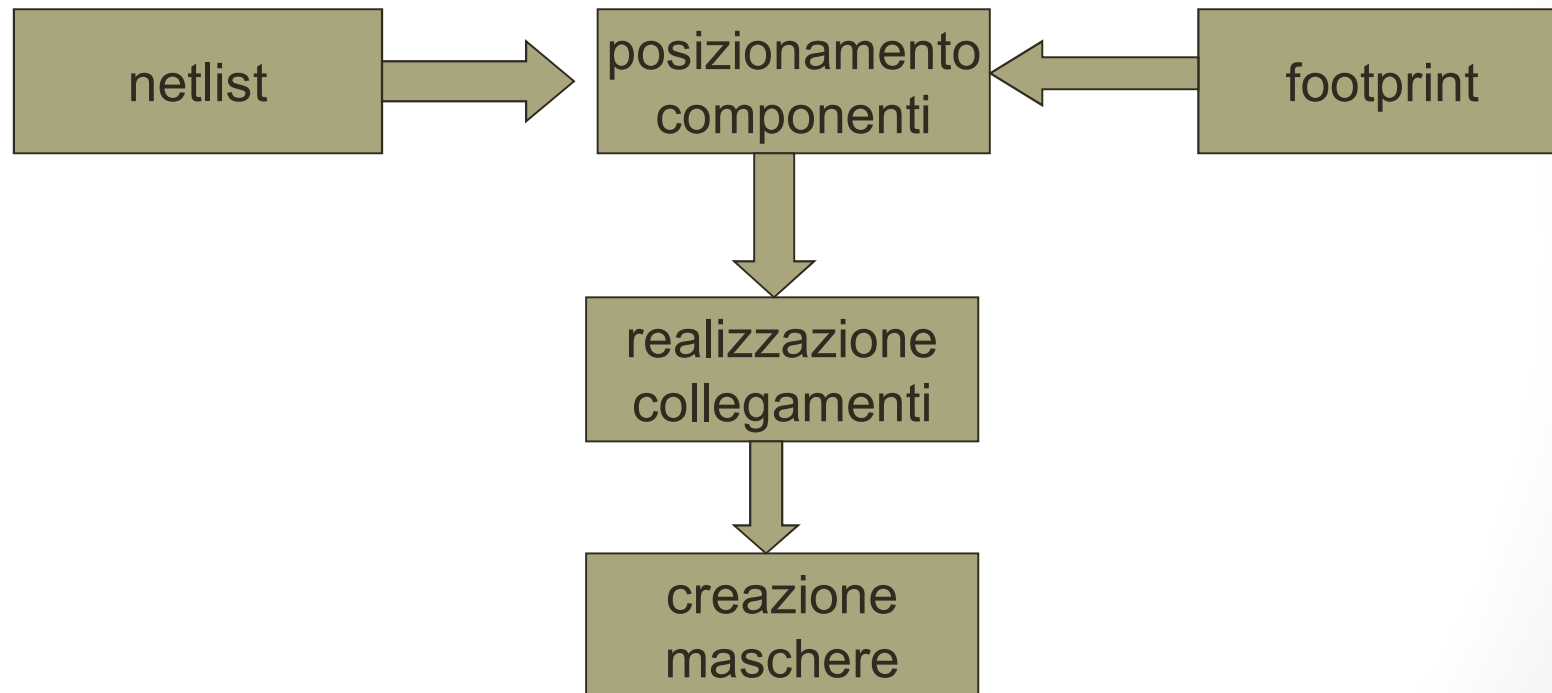 netlist
posizionamento
componenti
footprint
realizzazione
collegamenti
creazione
maschere